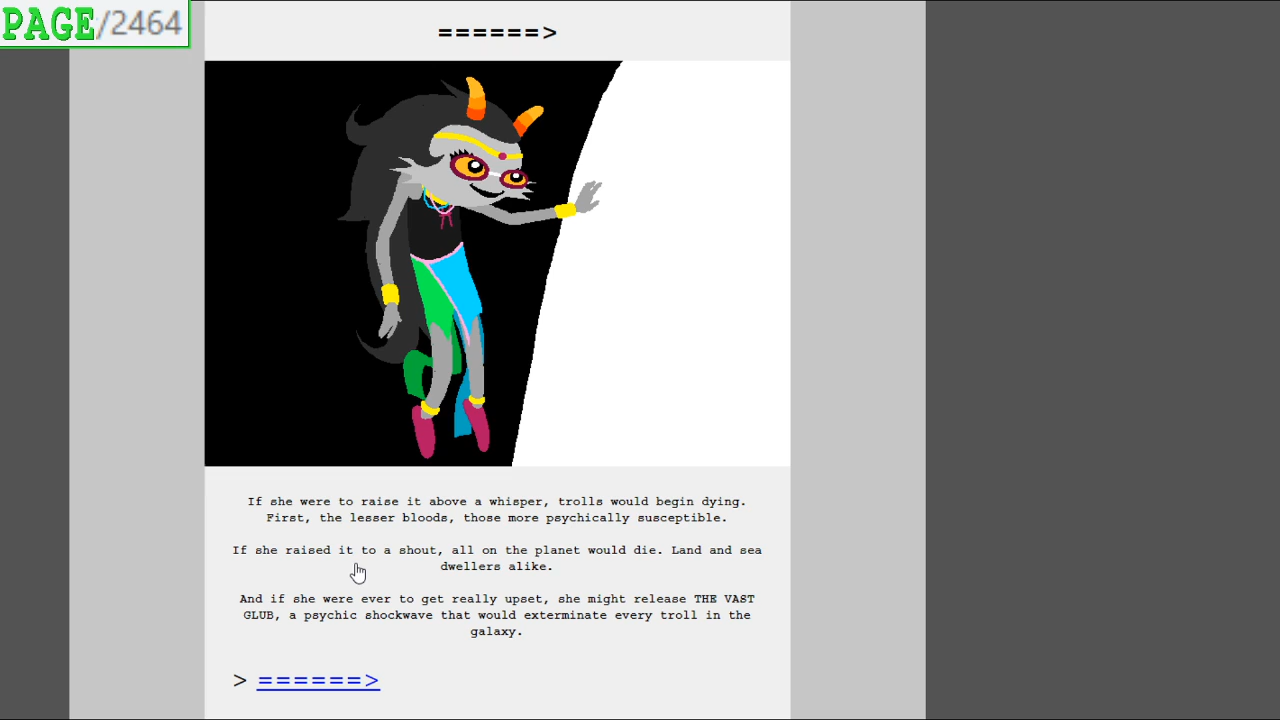 PAGE/2464
======>
If she were to raise it above a whisper, trolls would begin dying.
First, the lesser bloods, those more psychically susceptible.
If she raised it to a shout, all on the planet would die. Land and sea
dwellers alike.
And if she were ever to get really upset, she might release THE VAST
GLUB, a psychic shockwave that would exterminate every troll in the
galaxy.
> ======>